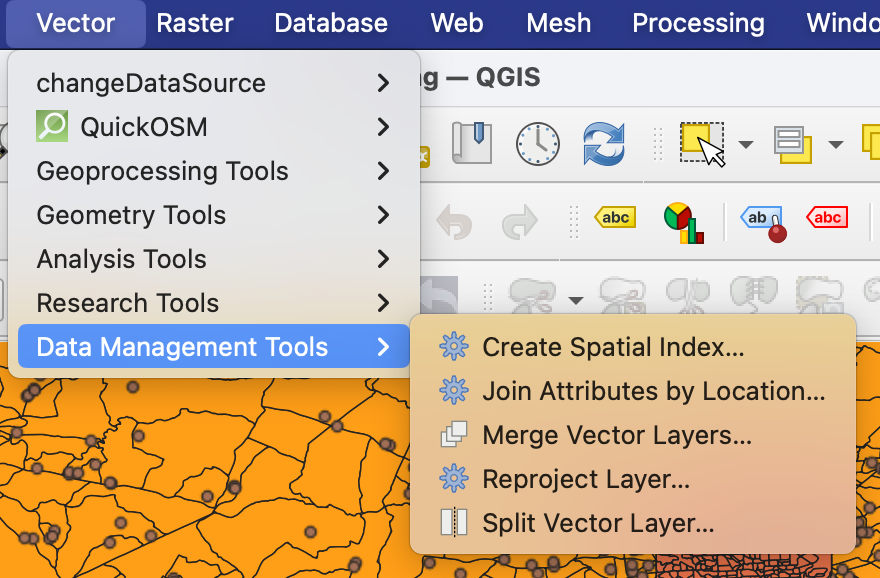 Vector Raster Database Web Mesh Processing Windo
changeDataSource
ng — QGIS
QuickOSM
Geoprocessing Tools
Geometry Tools
abc ab abc
Analysis Tools
Research Tools
Data Management Tools
Create Spatial Index...
Join Attributes by Location...
Merge Vector Layers...
Reproject Layer...
Split Vector Layer...